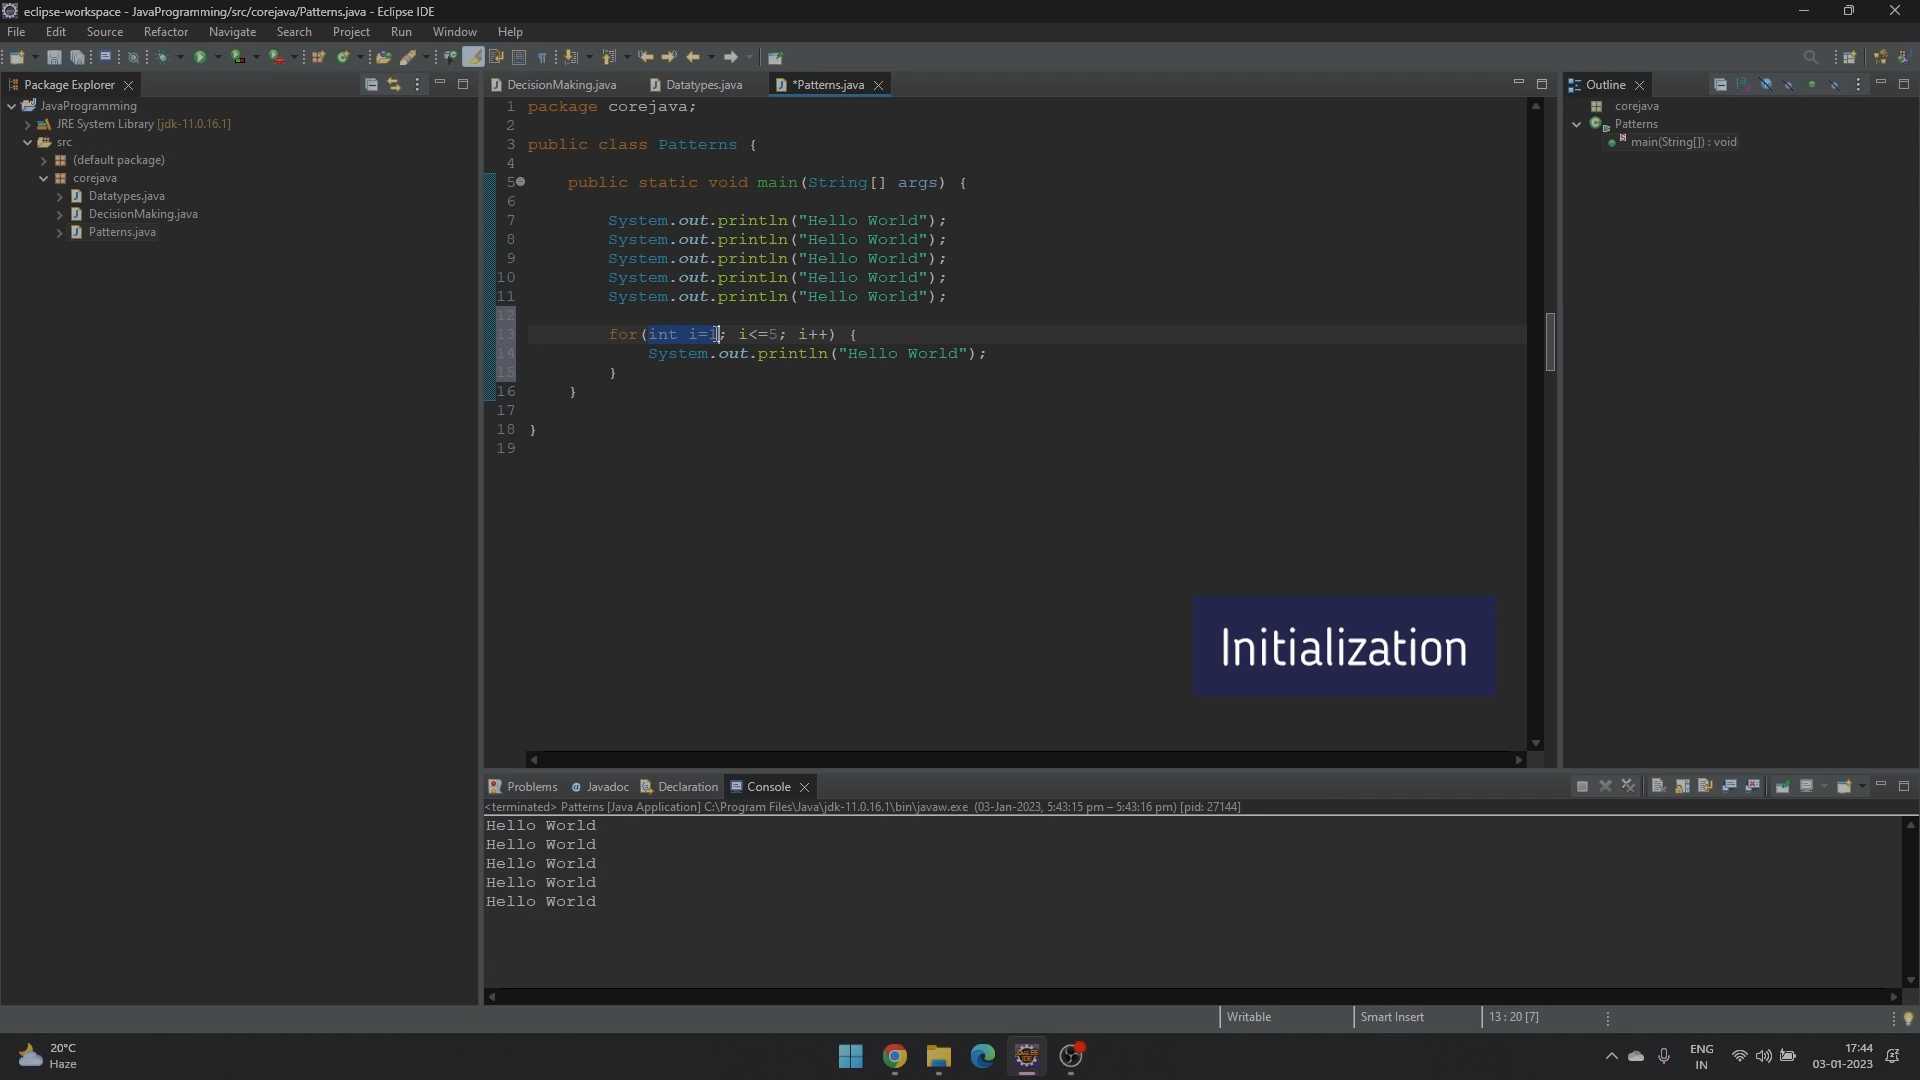 eclipse-workspace - JavaProgramming/src/corejava/Patterns.java - Eclipse IDE
File Edit Source Refactor Navigate Search Project Run Window Help
Package Explorer
JavaProgramming
JRE System Library [jdk-11.0.16.1]
src
(default package)
corejava
Datatypes.java
DecisionMaking.java
Patterns.java
DecisionMaking.java Datatypes.java *Patterns.java
1 package corejava;
2
3 public class Patterns {
4
5 public static void main(String[] args) {
6
7 System.out.println("Hello World");
8 System.out.println("Hello World");
9 System.out.println("Hello World");
10 System.out.println("Hello World");
11 System.out.println("Hello World");
12
13 for(int i=1; i<=5; i++) {
14 System.out.println("Hello World");
15 }
16 }
17
18 }
19
Initialization
Outline
corejava
Patterns
main(String[]) : void
Problems Javadoc Declaration Console
<terminated> Patterns [Java Application] C:\Program Files\Java\jdk-11.0.16.1\bin\javaw.exe (03-Jan-2023, 5:43:15 pm – 5:43:16 pm) [pid: 27144]
Hello World
Hello World
Hello World
Hello World
Hello World
Writable Smart Insert 13 : 20 [7]
20°C
Haze
ENG
IN
17:44
03-01-2023